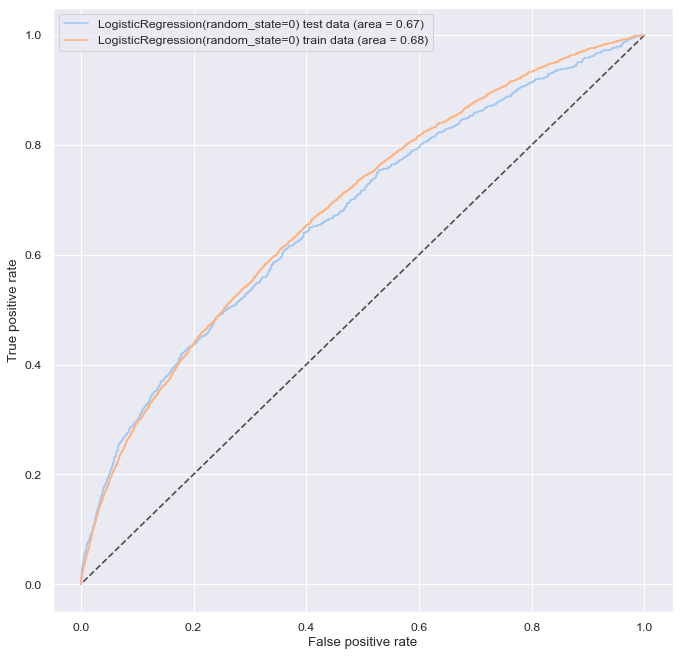 LogisticRegression(random_state=0) test data (area = 0.67)
LogisticRegression(random_state=0) train data (area = 0.68)
1.0
0.8
0.6
0.4
0.2
0.0
True positive rate
0.0 0.2 0.4 0.6 0.8 1.0
False positive rate